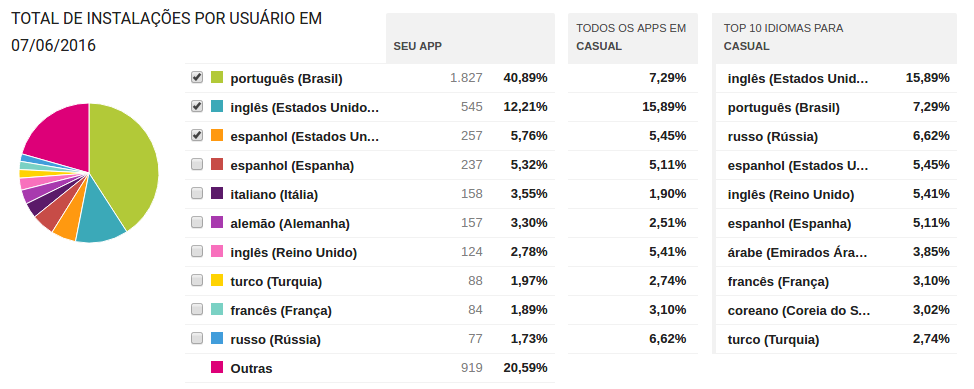 TOTAL DE INSTALAÇÕES POR USUÁRIO EM
07/06/2016
SEU APP
TODOS OS APPS EM
CASUAL
TOP 10 IDIOMAS PARA
CASUAL
português (Brasil) 1.827 40,89% 7,29% inglês (Estados Unid... 15,89%
inglês (Estados Unido... 545 12,21% 15,89% português (Brasil) 7,29%
espanhol (Estados Un... 257 5,76% 5,45% russo (Rússia) 6,62%
espanhol (Espanha) 237 5,32% 5,11% espanhol (Estados U... 5,45%
italiano (Itália) 158 3,55% 1,90% inglês (Reino Unido) 5,41%
alemão (Alemanha) 157 3,30% 2,51% espanhol (Espanha) 5,11%
inglês (Reino Unido) 124 2,78% 5,41% árabe (Emirados Ára... 3,85%
turco (Turquia) 88 1,97% 2,74% francês (França) 3,10%
francês (França) 84 1,89% 3,10% coreano (Coreia do S... 3,02%
russo (Rússia) 77 1,73% 6,62% turco (Turquia) 2,74%
Outras 919 20,59%